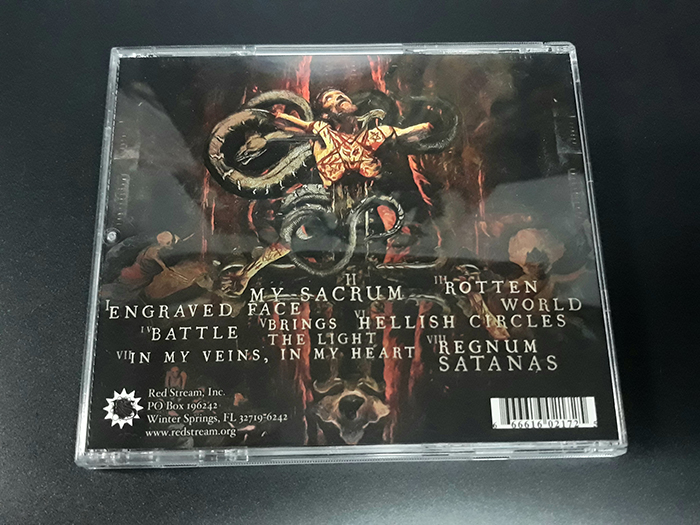 I ENGRAVED FACE
II MY SACRUM
III ROTTEN
WORLD
IV BATTLE
V BRINGS
THE LIGHT
VI HELLISH CIRCLES
VII IN MY VEINS, IN MY HEART
VIII REGNUM
SATANAS
Red Stream, Inc.
PO Box 196242
Winter Springs, FL 32719-6242
www.redstream.org
66616 02172